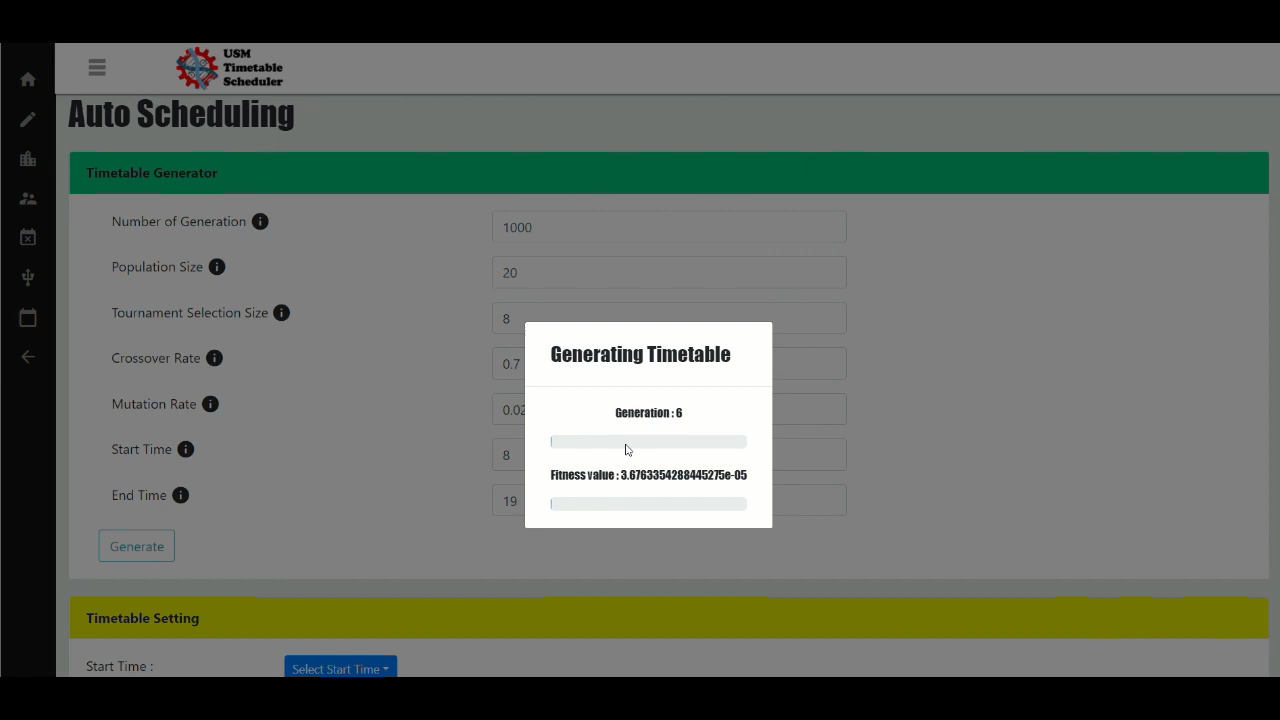 USM
Timetable
Scheduler
Auto Scheduling
Timetable Generator
Number of Generation
1000
Population Size
20
Tournament Selection Size
8
Crossover Rate
0.7
Mutation Rate
0.02
Start Time
8
End Time
19
Generate
Generating Timetable
Generation : 6
Fitness value : 3.6763354288445275e-05
Timetable Setting
Start Time :
Select Start Time